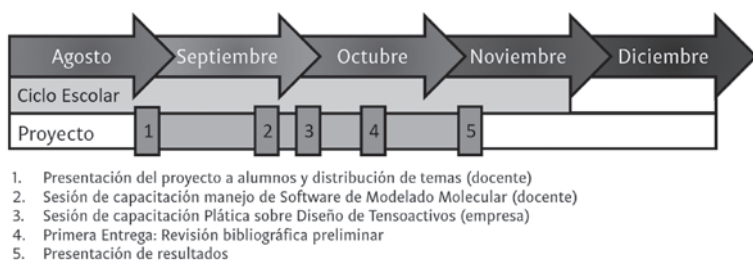 Agosto Septiembre Octubre Noviembre Diciembre
Ciclo Escolar
Proyecto 1 2 3 4 5
1. Presentación del proyecto a alumnos y distribución de temas (docente)
2. Sesión de capacitación manejo de Software de Modelado Molecular (docente)
3. Sesión de capacitación Plática sobre Diseño de Tensoactivos (empresa)
4. Primera Entrega: Revisión bibliográfica preliminar
5. Presentación de resultados